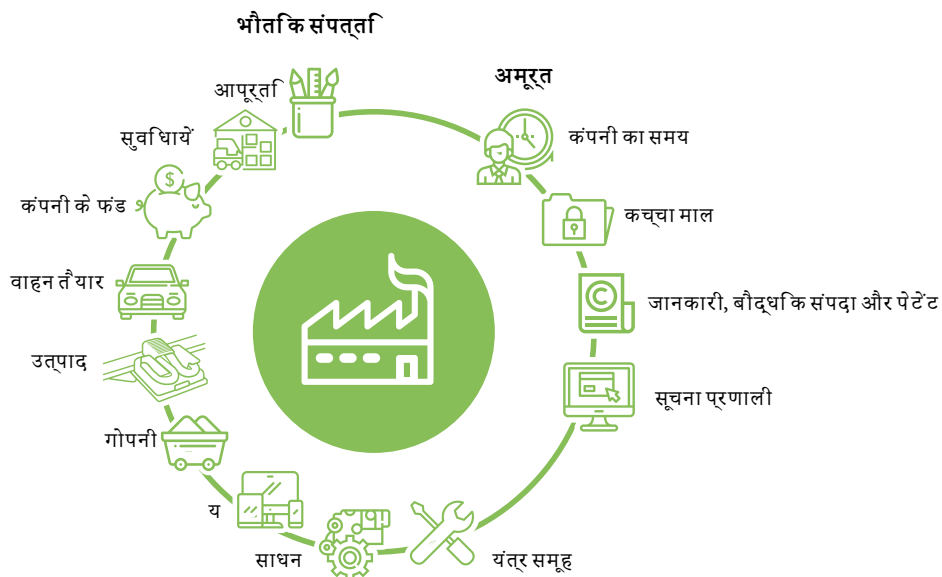 भौतिक संपत्ति
अमूर्त
आपूर्ति
सुविधायें
कंपनी के फंड
वाहन तैयार
उत्पाद
गोपनी
य
साधन
यंत्र समूह
कंपनी का समय
कच्चा माल
जानकारी, बौद्धिक संपदा और पेटेंट
सूचना प्रणाली